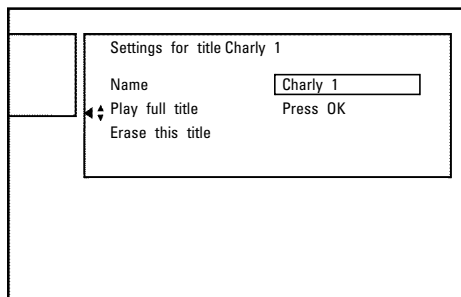 Settings for title Charly 1
Name Charly 1
Play full title Press OK
Erase this title